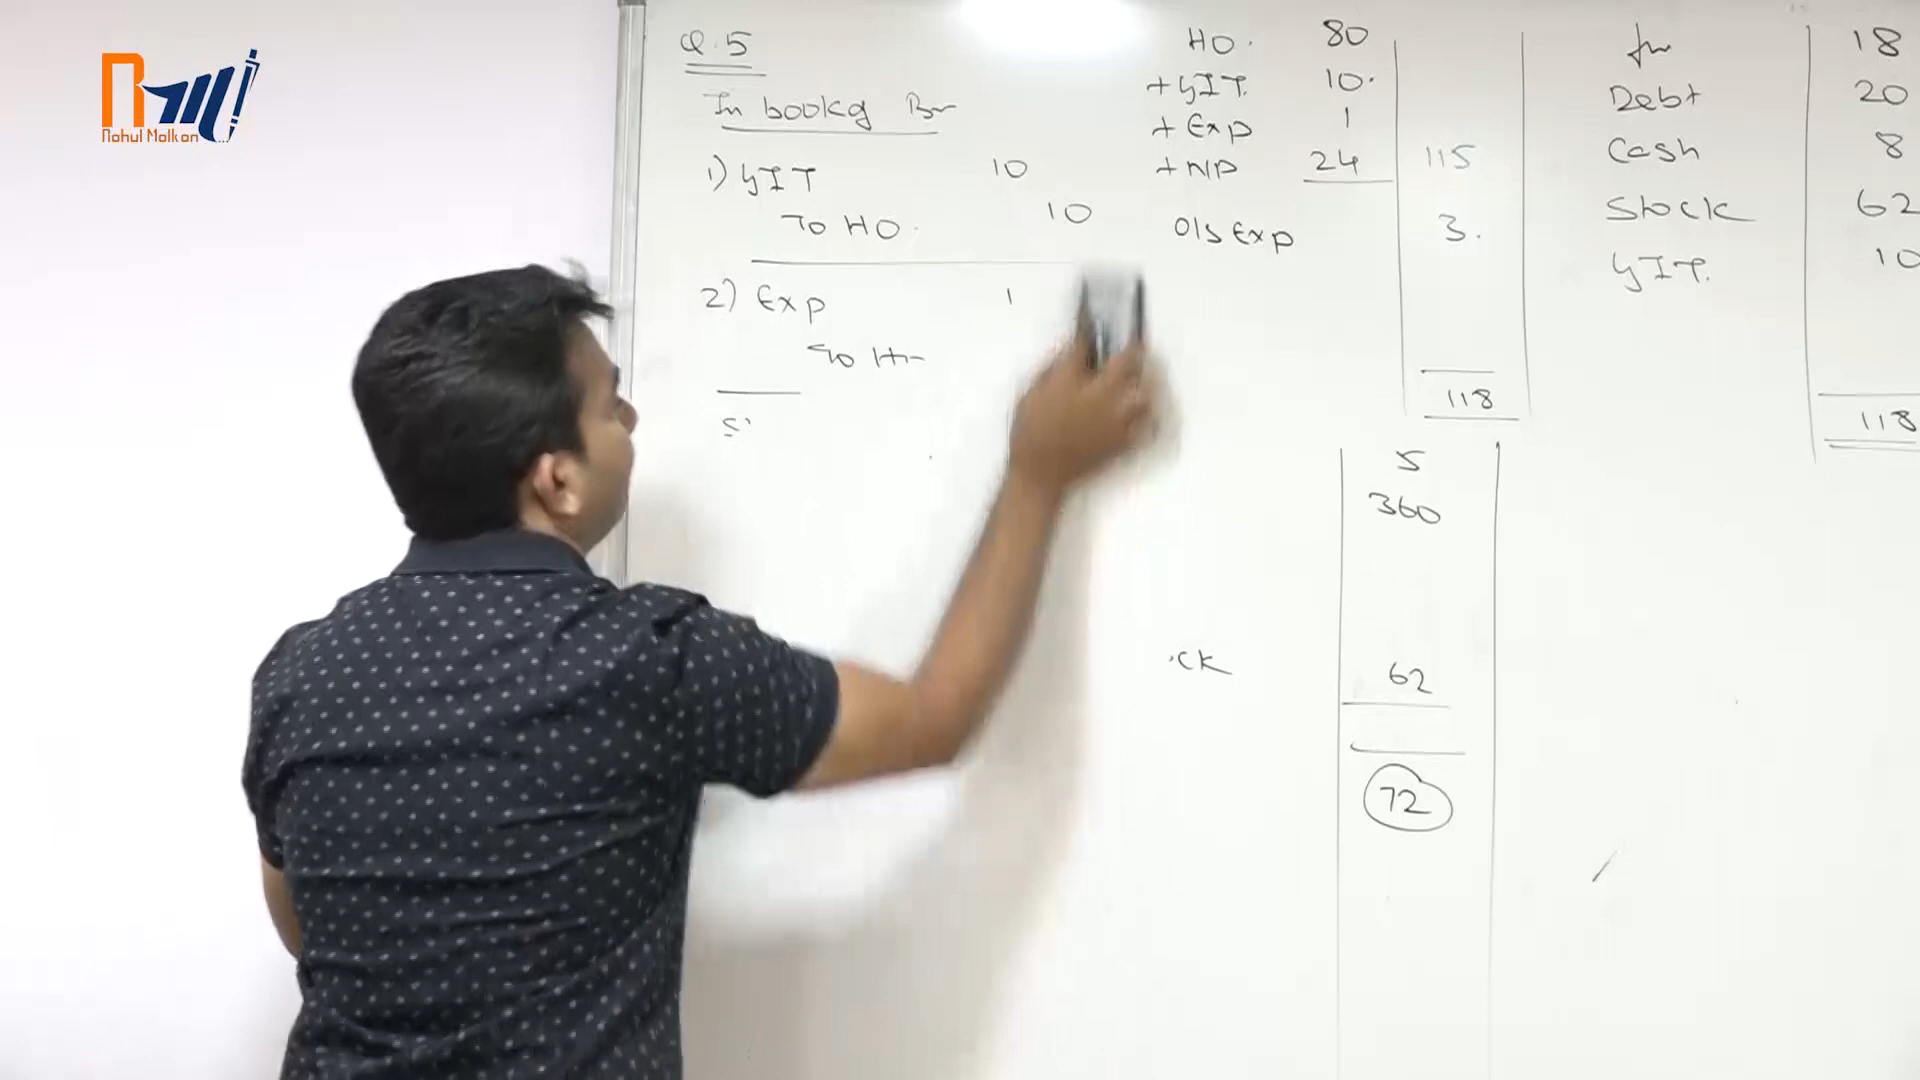 Rahul Malkan
Q.5
In book of Br
1) GIT 10
To HO. 10
2) Exp 1
To H
HO. 80
+ GIT. 10.
+ Exp 1
+ NP 24 115
O/S Exp 3.
118
fur 18
Debt 20
Cash 8
Stock 62
GIT. 10
118
5
360
ck 62
72